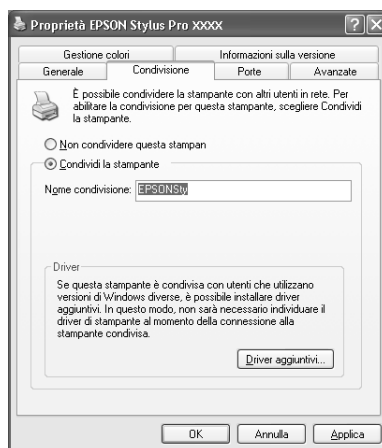 Proprietà EPSON Stylus Pro XXXX
Gestione colori Informazioni sulla versione
Generale Condivisione Porte Avanzate
È possibile condividere la stampante con altri utenti in rete. Per
abilitare la condivisione per questa stampante, scegliere Condividi
la stampante.
Non condividere questa stampan
Condividi la stampante
Nome condivisione: EPSONSty
Driver
Se questa stampante è condivisa con utenti che utilizzano
versioni di Windows diverse, è possibile installare driver
aggiuntivi. In questo modo, non sarà necessario individuare il
driver di stampante al momento della connessione alla
stampante condivisa.
Driver aggiuntivi...
OK Annulla Applica